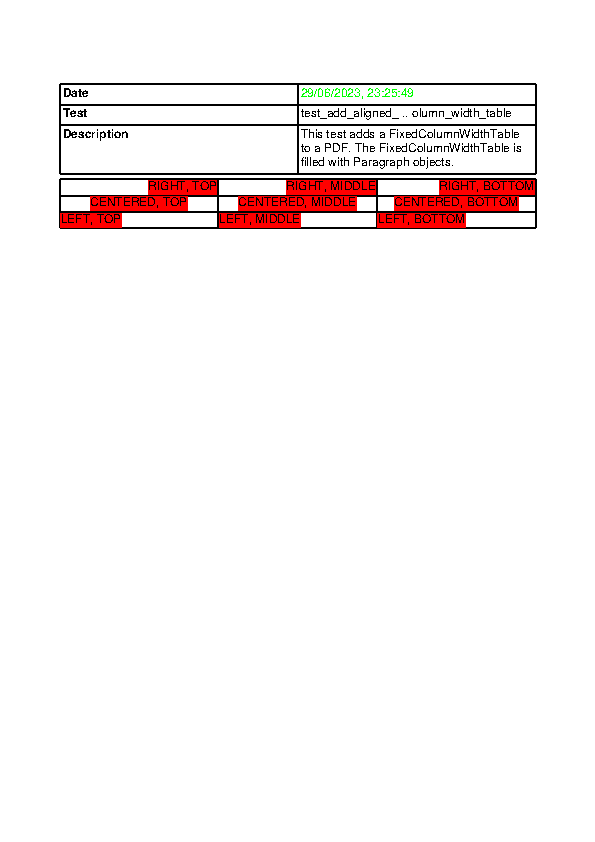 Date 29/06/2023, 23:25:49
Test test_add_aligned_ .. olumn_width_table
Description This test adds a FixedColumnWidthTable
to a PDF. The FixedColumnWidthTable is
filled with Paragraph objects.
RIGHT, TOP RIGHT, MIDDLE RIGHT, BOTTOM
CENTERED, TOP CENTERED, MIDDLE CENTERED, BOTTOM
LEFT, TOP LEFT, MIDDLE LEFT, BOTTOM